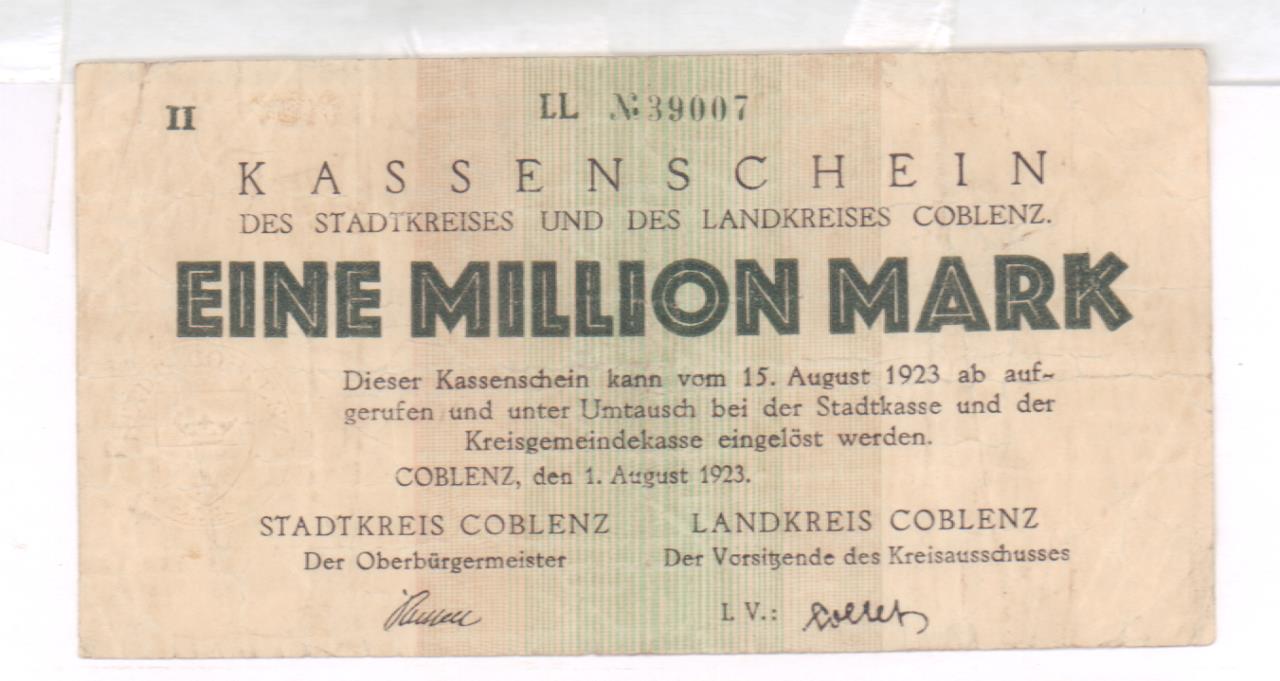 II
LL № 39007
KASSENSCHEIN
DES STADTKREISES UND DES LANDKREISES COBLENZ.
EINE MILLION MARK
Dieser Kassenschein kann vom 15. August 1923 ab auf-
gerufen und unter Umtausch bei der Stadtkasse und der
Kreisgemeindekasse eingelöst werden.
COBLENZ, den 1. August 1923.
STADTKREIS COBLENZ LANDKREIS COBLENZ
Der Oberbürgermeister Der Vorsitzende des Kreisausschusses
I. V.: